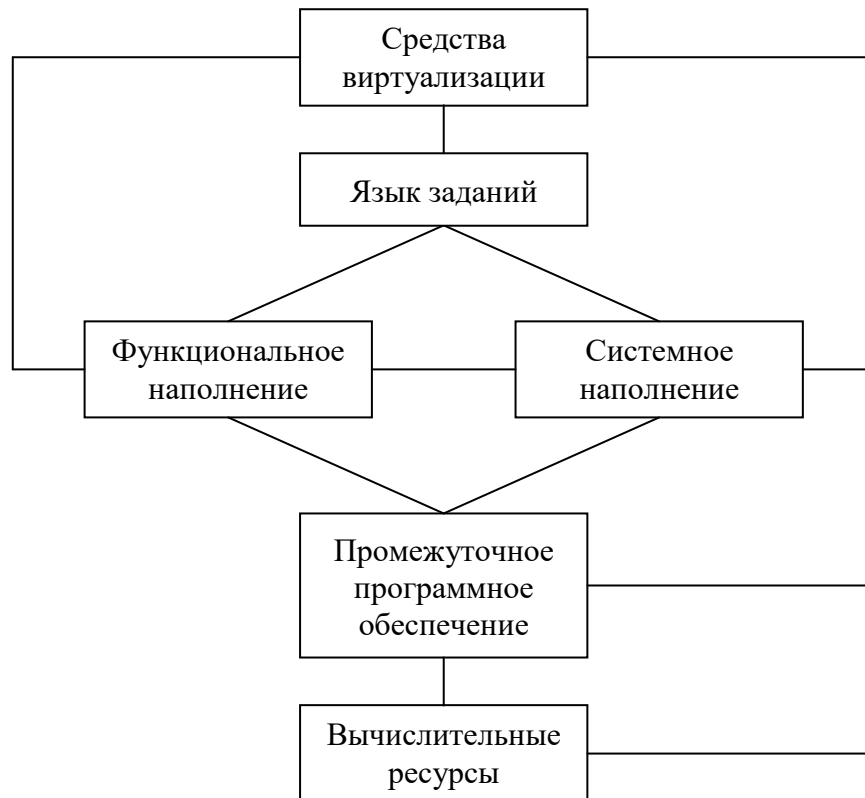 Средства
виртуализации
Язык заданий
Функциональное
наполнение
Системное
наполнение
Промежуточное
программное
обеспечение
Вычислительные
ресурсы